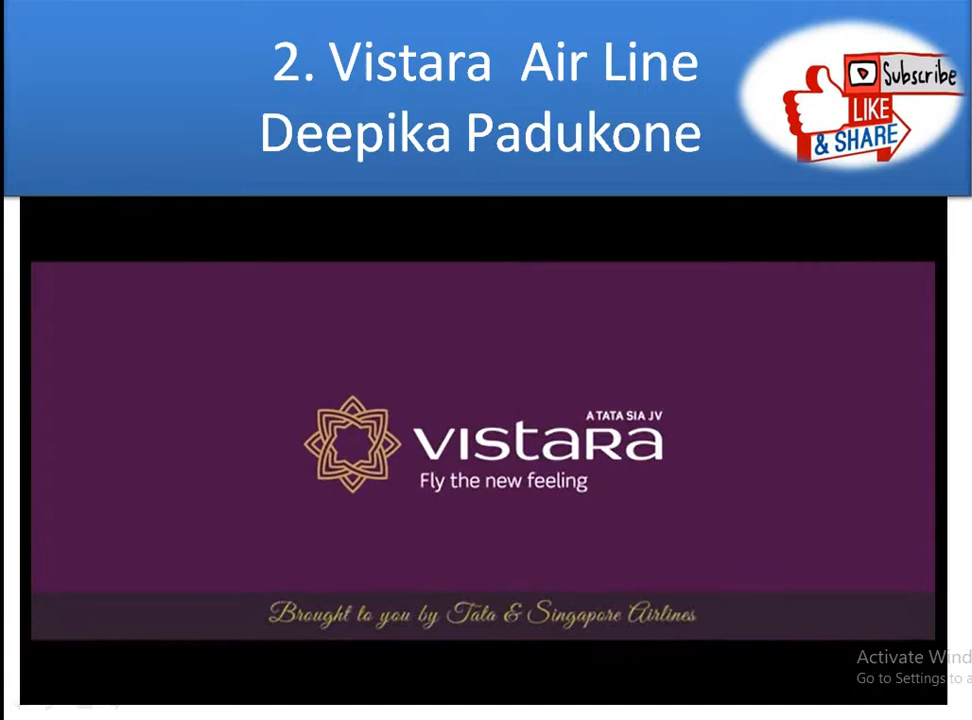 2. Vistara Air Line
Deepika Padukone
Subscribe
LIKE
& SHARE
A TATA SIA JV
vistaRa
Fly the new feeling
Brought to you by Tata & Singapore Airlines
Activate Wind
Go to Settings to a